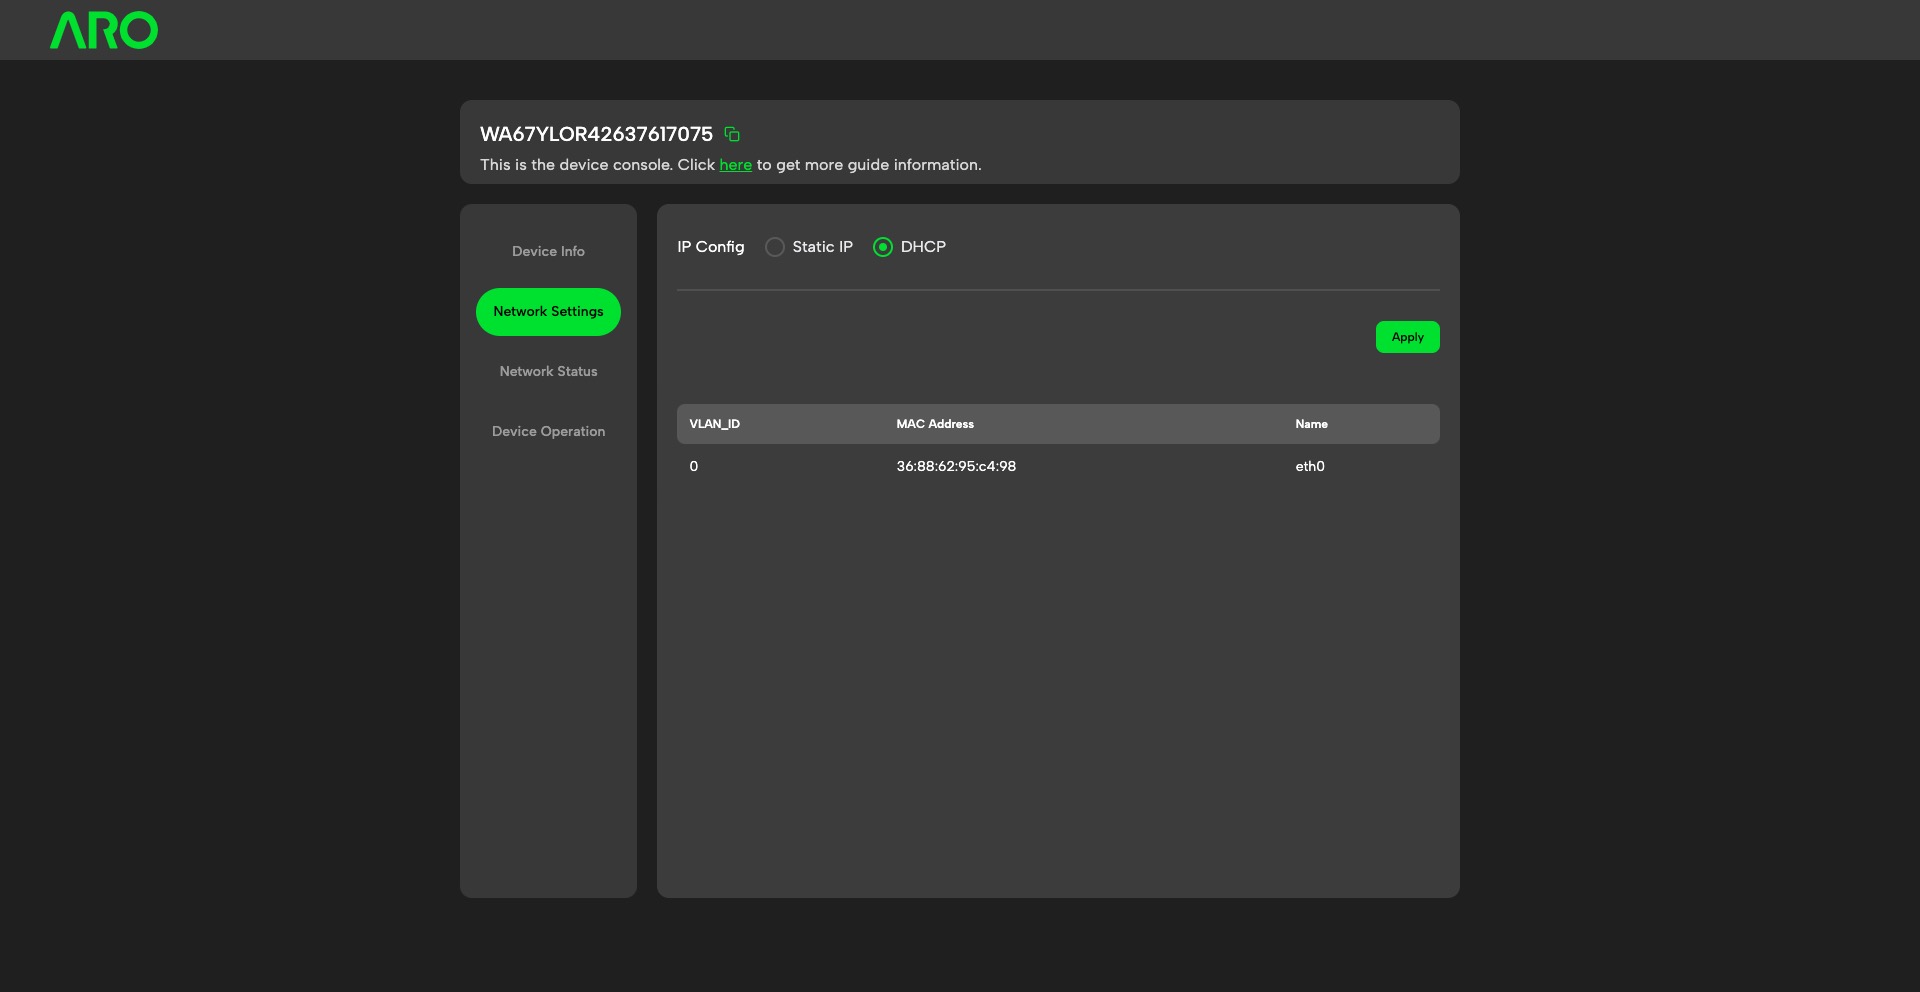 ARO
WA67YLOR42637617075
This is the device console. Click here to get more guide information.
Device Info
Network Settings
Network Status
Device Operation
IP Config Static IP DHCP
Apply
VLAN_ID MAC Address Name
0 36:88:62:95:c4:98 eth0